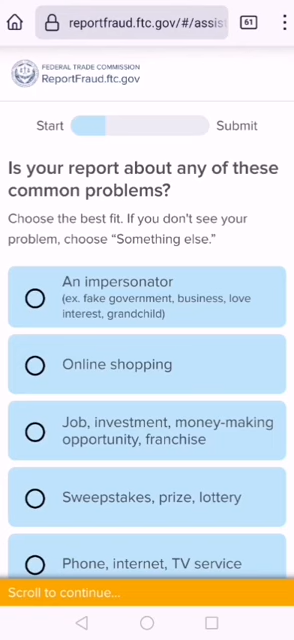 reportfraud.ftc.gov/#/assis
61
FEDERAL TRADE COMMISSION
ReportFraud.ftc.gov
Start
Submit
Is your report about any of these
common problems?
Choose the best fit. If you don't see your
problem, choose “Something else.”
An impersonator
(ex. fake government, business, love
interest, grandchild)
Online shopping
Job, investment, money-making
opportunity, franchise
Sweepstakes, prize, lottery
Phone, internet, TV service
Scroll to continue...